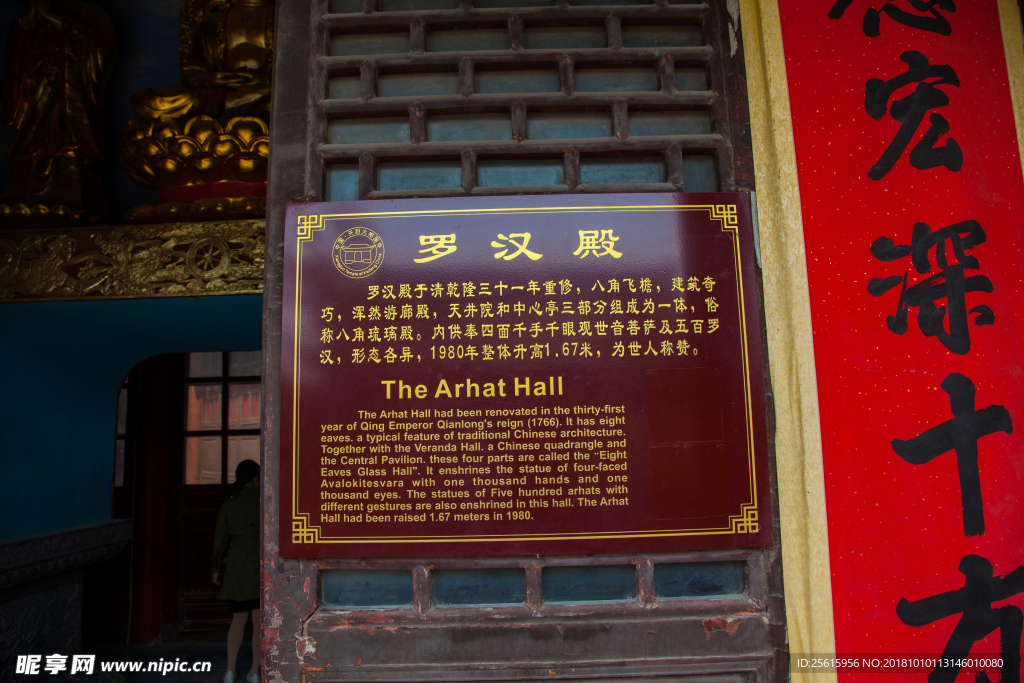 罗汉殿
罗汉殿于清乾隆三十一年重修，八角飞檐，建筑奇
巧，浑然游廊殿，天井院和中心亭三部分组成为一体，俗
称八角琉璃殿。内供奉四面千手千眼观世音菩萨及五百罗
汉，形态各异，1980年整体升高1.67米，为世人称赞。
The Arhat Hall
The Arhat Hall had been renovated in the thirty-first
year of Qing Emperor Qianlong's reign (1766). It has eight
eaves. a typical feature of traditional Chinese architecture.
Together with the Veranda Hall. a Chinese quadrangle and
the Central Pavilion. these four parts are called the "Eight
Eaves Glass Hall". It enshrines the statue of four-faced
Avalokitesvara with one thousand hands and one
thousand eyes. The statues of Five hundred arhats with
different gestures are also enshrined in this hall. The Arhat
Hall had been raised 1.67 meters in 1980.
宏
深
十
方
昵享网 www.nipic.cn
ID:25615956 NO:20181010113146010080